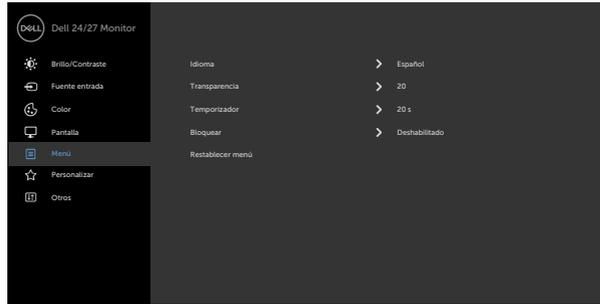 DELL Dell 24/27 Monitor
Brillo/Contraste Idioma Español
Fuente entrada Transparencia 20
Color Temporizador 20 s
Pantalla Bloquear Deshabilitado
Menú Restablecer menú
Personalizar
Otros